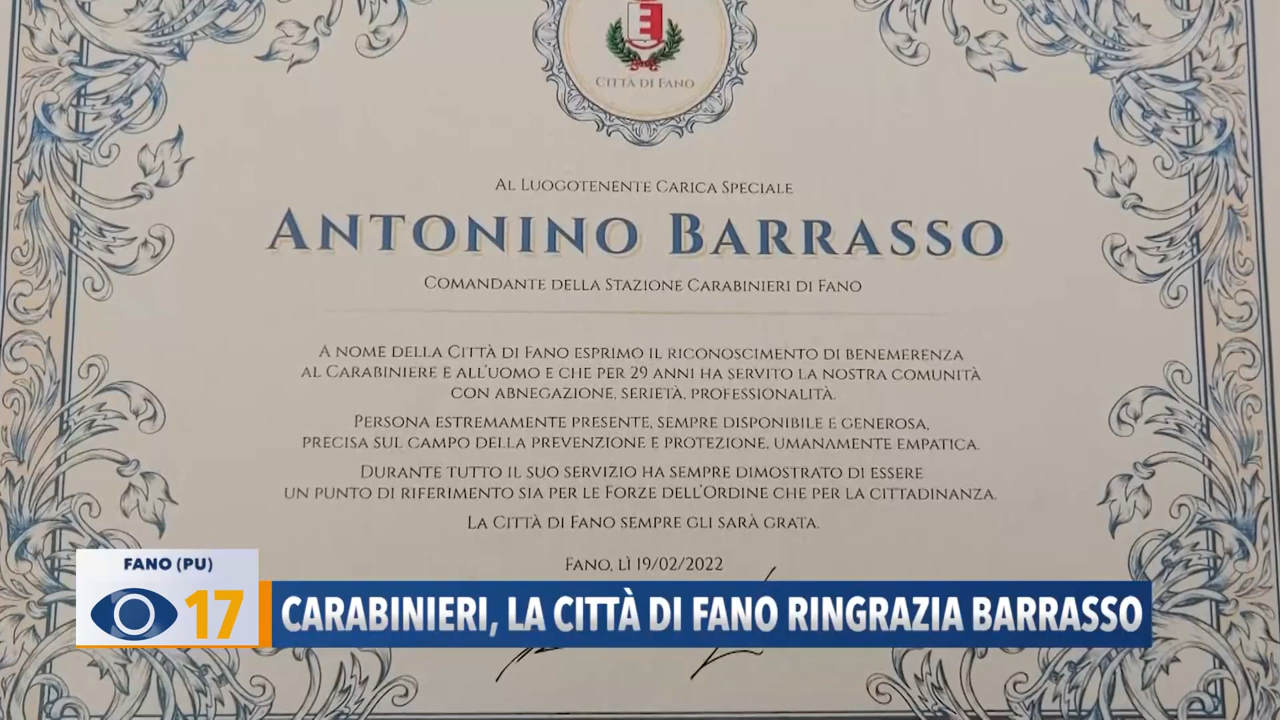 CITTÀ DI FANO
AL LUOGOTENENTE CARICA SPECIALE
ANTONINO BARRASSO
COMANDANTE DELLA STAZIONE CARABINIERI DI FANO
A NOME DELLA CITTÀ DI FANO ESPRIMO IL RICONOSCIMENTO DI BENEMERENZA
AL CARABINIERE E ALL'UOMO E CHE PER 29 ANNI HA SERVITO LA NOSTRA COMUNITÀ
CON ABNEGAZIONE, SERIETÀ, PROFESSIONALITÀ.
PERSONA ESTREMAMENTE PRESENTE, SEMPRE DISPONIBILE E GENEROSA,
PRECISA SUL CAMPO DELLA PREVENZIONE E PROTEZIONE, UMANAMENTE EMPATICA.
DURANTE TUTTO IL SUO SERVIZIO HA SEMPRE DIMOSTRATO DI ESSERE
UN PUNTO DI RIFERIMENTO SIA PER LE FORZE DELL'ORDINE CHE PER LA CITTADINANZA.
LA CITTÀ DI FANO SEMPRE GLI SARÀ GRATA.
FANO, LÌ 19/02/2022
FANO (PU)
17
CARABINIERI, LA CITTÀ DI FANO RINGRAZIA BARRASSO